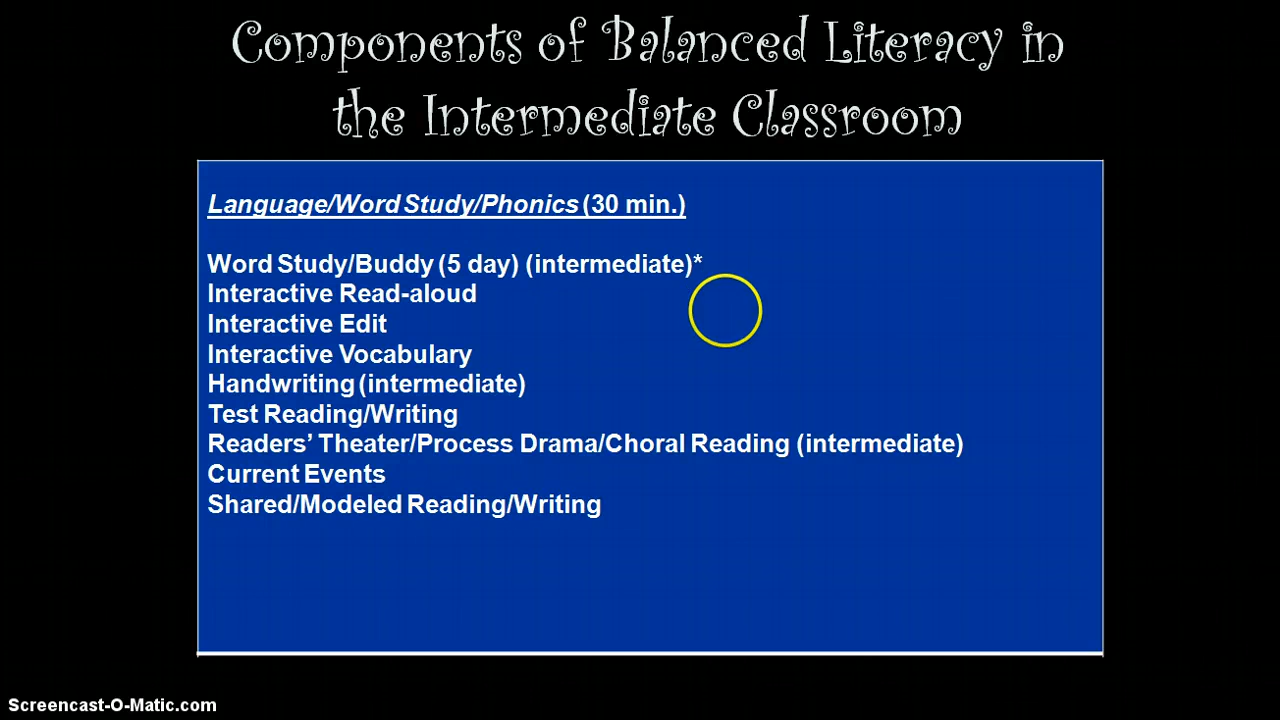 Components of Balanced Literacy in
the Intermediate Classroom
Language/Word Study/Phonics (30 min.)
Word Study/Buddy (5 day) (intermediate)*
Interactive Read-aloud
Interactive Edit
Interactive Vocabulary
Handwriting (intermediate)
Test Reading/Writing
Readers’ Theater/Process Drama/Choral Reading (intermediate)
Current Events
Shared/Modeled Reading/Writing
Screencast-O-Matic.com